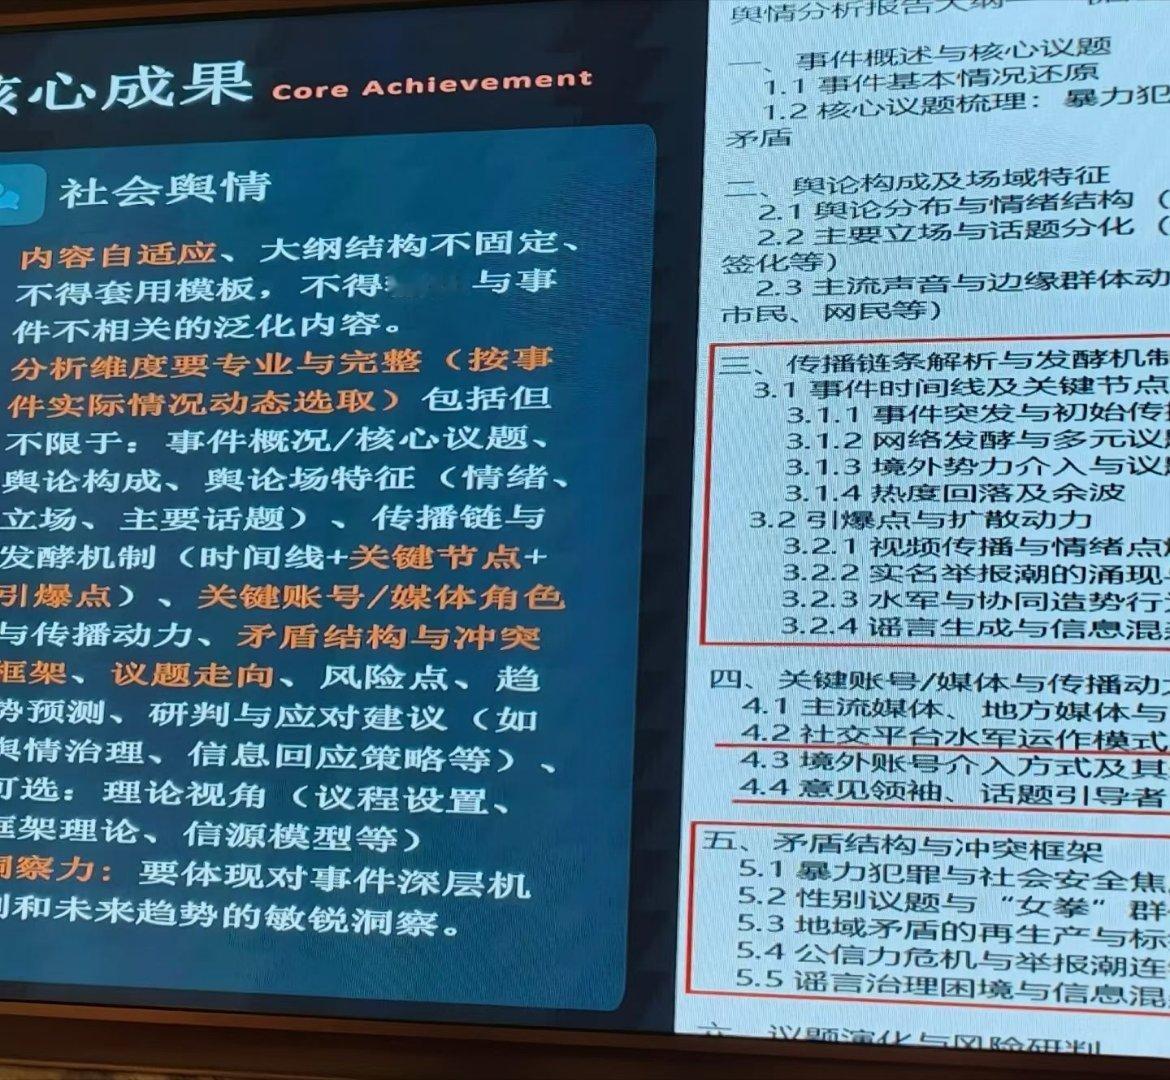 核心成果 Core Achievement
社会舆情
内容自适应、大纲结构不固定、
不得套用模板，不得 与事
件不相关的泛化内容。
分析维度要专业与完整（按事
件实际情况动态选取）包括但
不限于：事件概况/核心议题、
舆论构成、舆论场特征（情绪、
立场、主要话题）、传播链与
发酵机制（时间线+关键节点+
引爆点）、关键账号/媒体角色
与传播动力、矛盾结构与冲突
框架、议题走向、风险点、趋
势预测、研判与应对建议（如
舆情治理、信息回应策略等）、
可选：理论视角（议程设置、
框架理论、信源模型等）
洞察力：要体现对事件深层机
制和未来趋势的敏锐洞察。
舆情分析报告大纲
一、事件概述与核心议题
1.1 事件基本情况还原
1.2 核心议题梳理：暴力犯
矛盾
二、舆论构成及场域特征
2.1 舆论分布与情绪结构（
2.2 主要立场与话题分化（
签化等）
2.3 主流声音与边缘群体动
市民、网民等）
三、传播链条解析与发酵机制
3.1 事件时间线及关键节点
3.1.1 事件突发与初始传播
3.1.2 网络发酵与多元议
3.1.3 境外势力介入与议
3.1.4 热度回落及余波
3.2 引爆点与扩散动力
3.2.1 视频传播与情绪点
3.2.2 实名举报潮的涌现
3.2.3 水军与协同造势行
3.2.4 谣言生成与信息混
四、关键账号/媒体与传播动
4.1 主流媒体、地方媒体与
4.2 社交平台水军运作模式
4.3 境外账号介入方式及其
4.4 意见领袖、话题引导者
五、矛盾结构与冲突框架
5.1 暴力犯罪与社会安全焦
5.2 性别议题与“女拳”群
5.3 地域矛盾的再生产与标
5.4 公信力危机与举报潮连
5.5 谣言治理困境与信息混
六、议题演化与风险研判